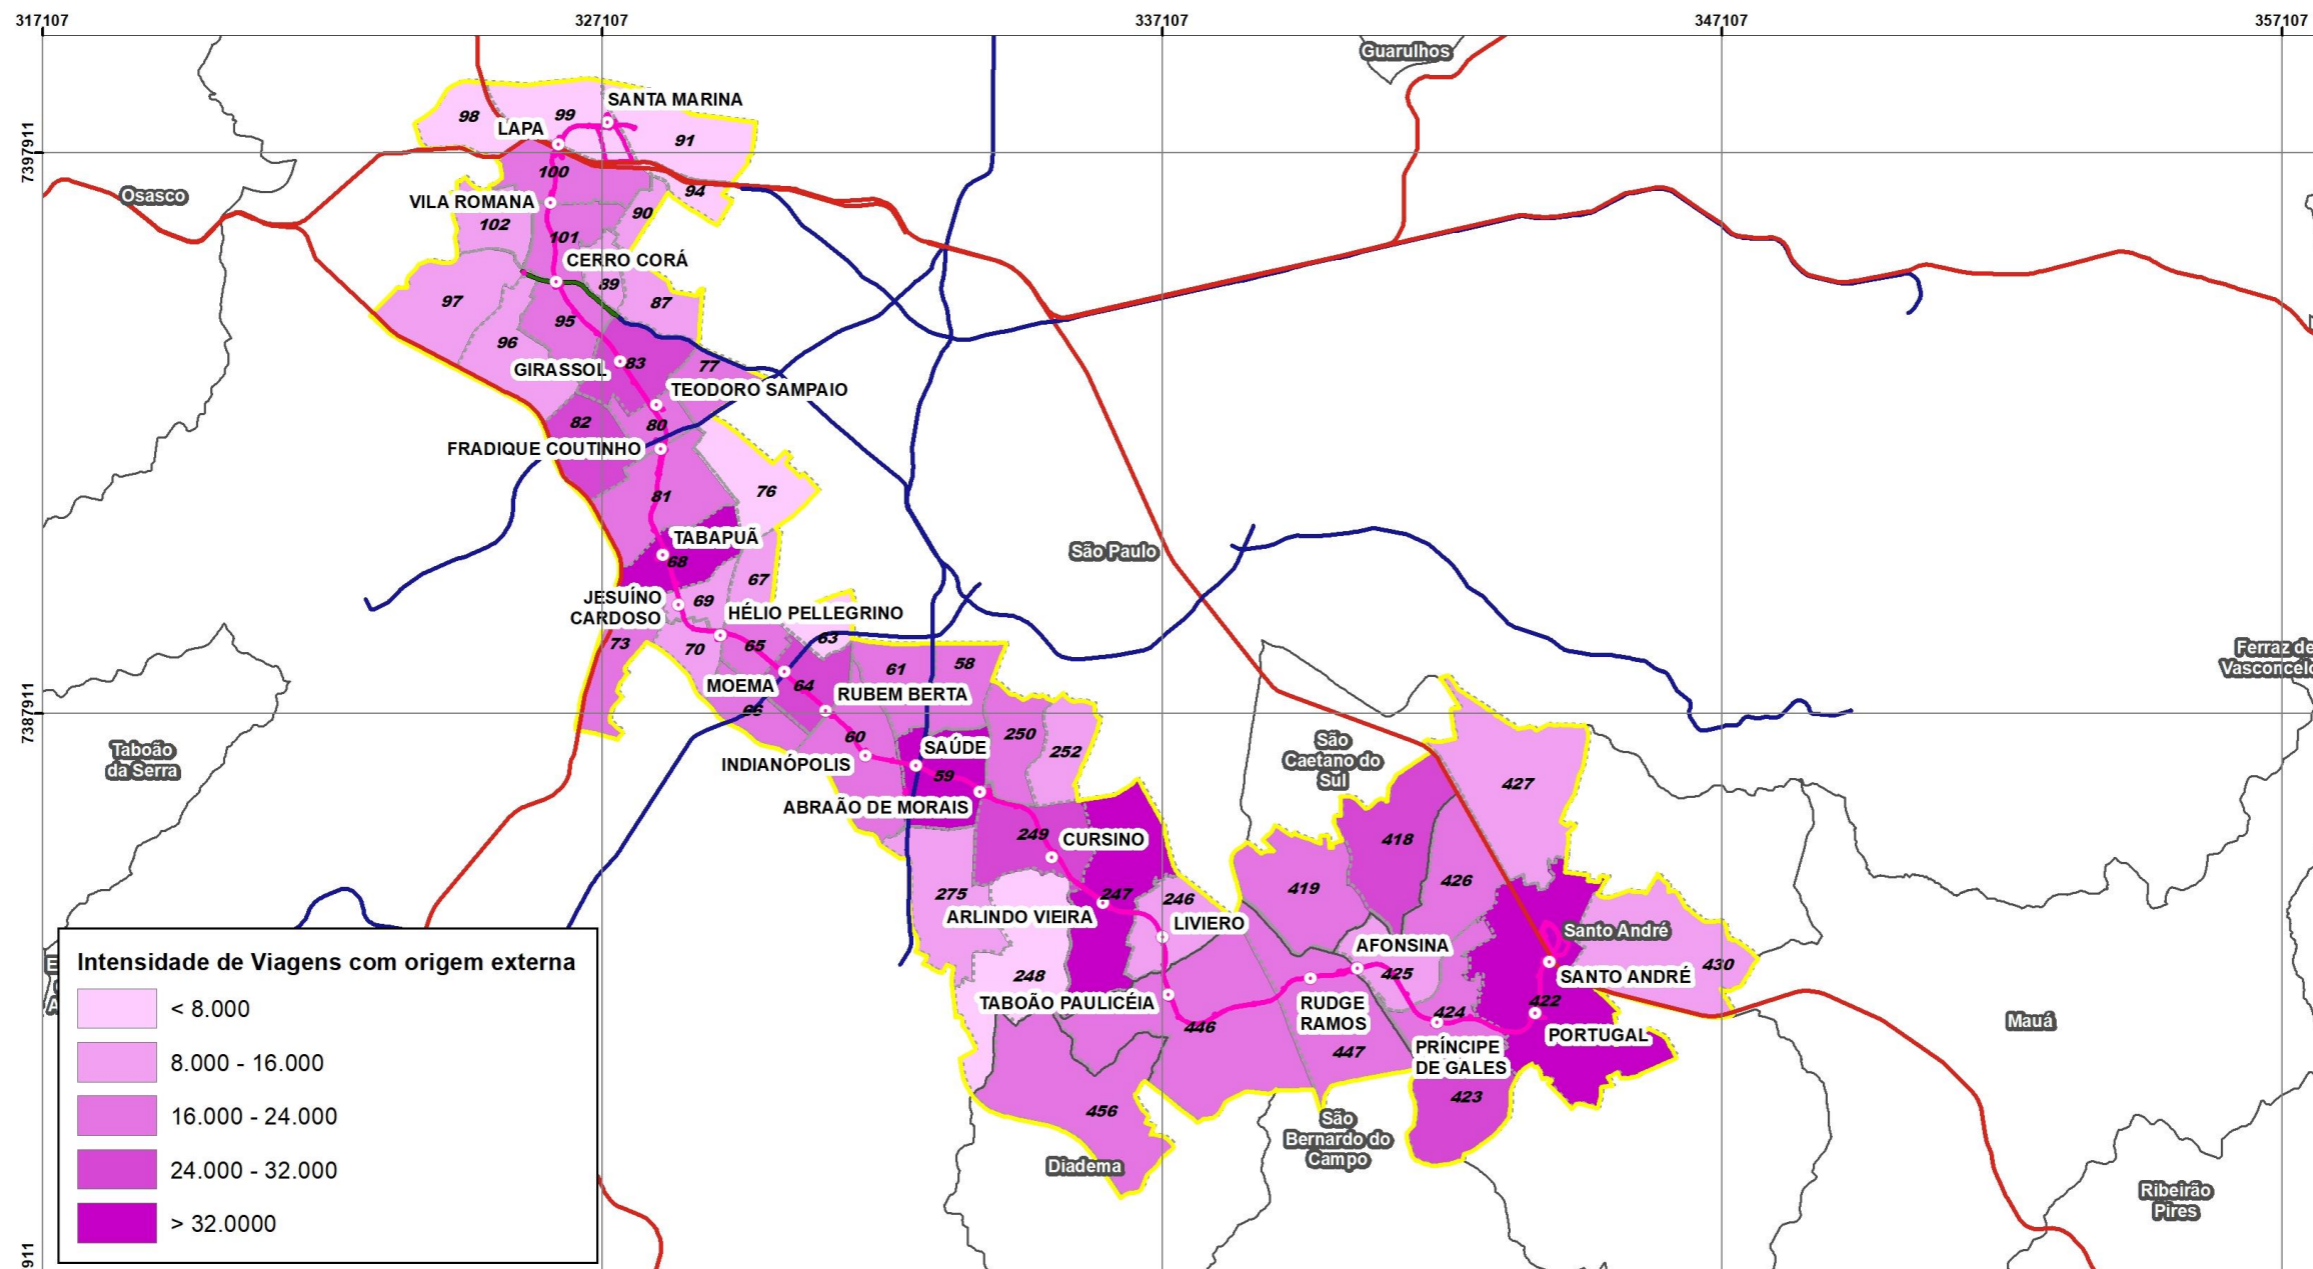 317107
327107
337107
347107
357107
Guarulhos
7397911
98
99
SANTA MARINA
LAPA
91
100
94
Osasco
VILA ROMANA
90
102
101
CERRO CORÁ
89
97
87
95
96
GIRASSOL
83
77
TEODORO SAMPAIO
82
80
FRADIQUE COUTINHO
81
76
TABAPUÃ
68
São Paulo
67
JESUÍNO
CARDOSO
69
HÉLIO PELLEGRINO
73
70
65
63
61
58
Ferraz de
Vasconcelo
MOEMA
64
RUBEM BERTA
66
7387911
Taboão
da Serra
60
INDIANÓPOLIS
SAÚDE
59
250
252
São
Caetano do
Sul
427
ABRAÃO DE MORAIS
249
CURSINO
418
275
247
246
419
426
ARLINDO VIEIRA
LIVIERO
AFONSINA
Santo André
248
425
SANTO ANDRÉ
430
TABOÃO PAULICÉIA
RUDGE
RAMOS
422
446
424
PORTUGAL
Mauá
447
PRÍNCIPE
DE GALES
456
423
São
Bernardo do
Campo
Diadema
Ribeirão
Pires
E
A
Intensidade de Viagens com origem externa
< 8.000
8.000 - 16.000
16.000 - 24.000
24.000 - 32.000
> 32.0000
911